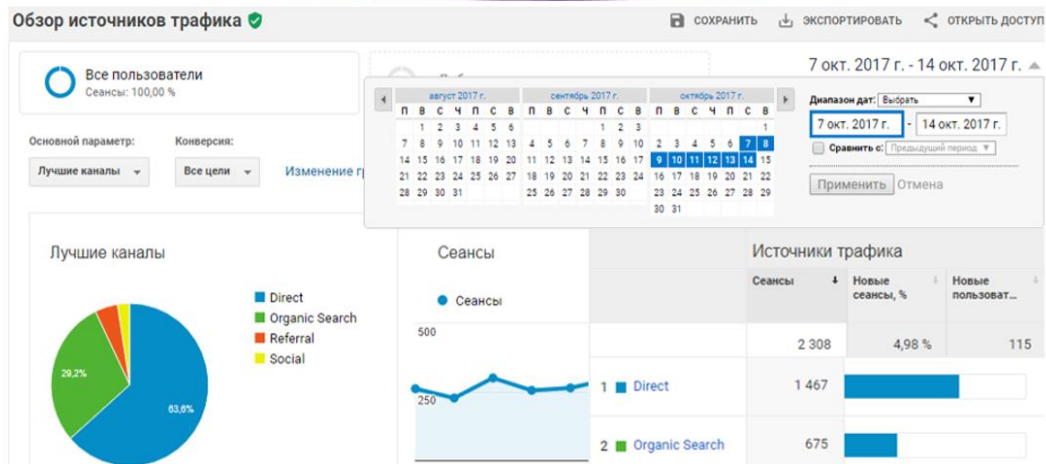 Обзор источников трафика
СОХРАНИТЬ
ЭКСПОРТИРОВАТЬ
ОТКРЫТЬ ДОСТУП
Все пользователи
Сеансы: 100,00 %
7 окт. 2017 г. - 14 окт. 2017 г.
август 2017 г.
П В С Ч П С В
1 2 3 4 5 6
7 8 9 10 11 12 13
14 15 16 17 18 19 20
21 22 23 24 25 26 27
28 29 30 31
сентябрь 2017 г.
П В С Ч П С В
1 2 3
4 5 6 7 8 9 10
11 12 13 14 15 16 17
18 19 20 21 22 23 24
25 26 27 28 29 30
октябрь 2017 г.
П В С Ч П С В
1
2 3 4 5 6 7 8
9 10 11 12 13 14 15
16 17 18 19 20 21 22
23 24 25 26 27 28 29
30 31
Диапазон дат: Выбрать
7 окт. 2017 г. - 14 окт. 2017 г.
Сравнить с: Предыдущий период
Применить Отмена
Основной параметр:
Лучшие каналы
Конверсия:
Все цели
Изменение
Лучшие каналы
Direct
Organic Search
Referral
Social
29,2%
63,6%
Сеансы
Сеансы
500
250
Источники трафика
Сеансы
Новые сеансы, %
Новые пользоват...
2 308 4,98 % 115
1 Direct 1 467
2 Organic Search 675